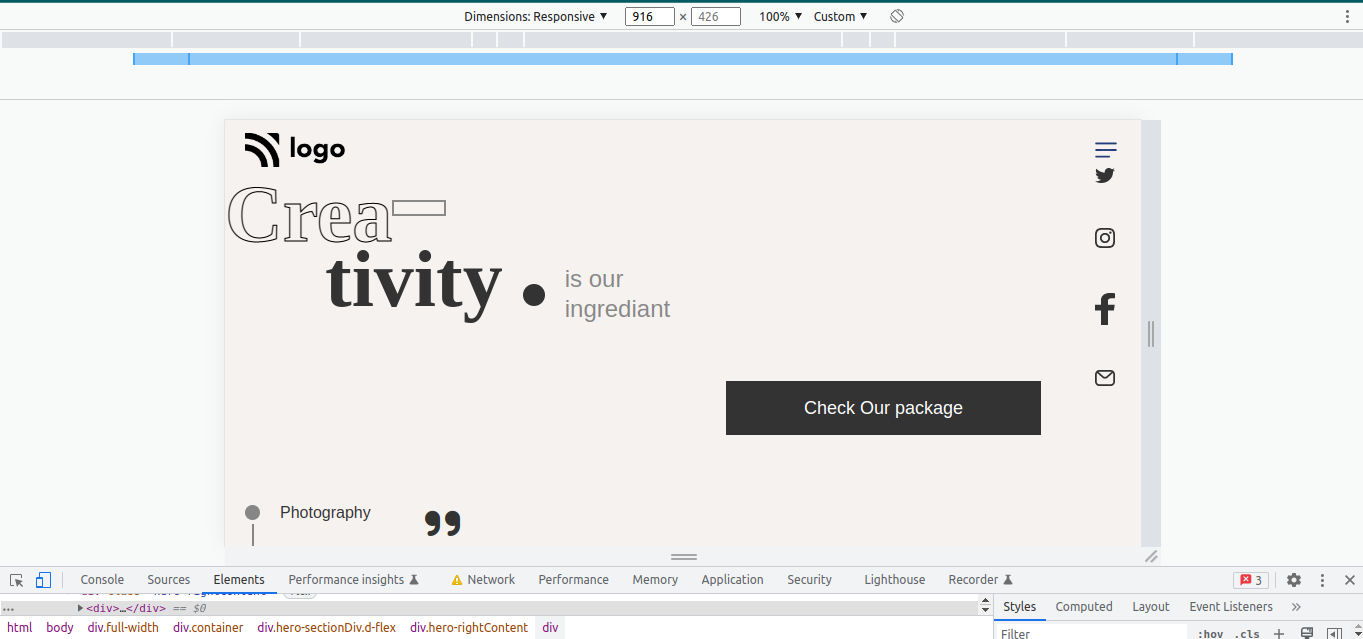 Dimensions: Responsive ▼ 916 × 426 100% ▼ Custom ▼
logo
Crea
tivity
is our
ingrediant
Check Our package
Photography
Console Sources Elements Performance insights Network Performance Memory Application Security Lighthouse Recorder 3
... ▶<div>…</div> == $0
Styles Computed Layout Event Listeners »
html body div.full-width div.container div.hero-sectionDiv.d-flex div.hero-rightContent div
Filter :hov .cls +